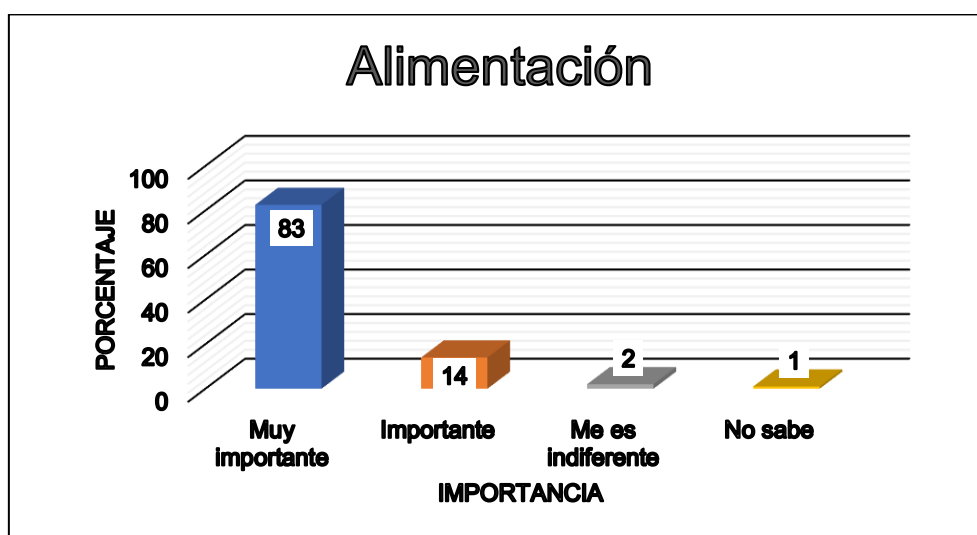 Alimentación
PORCENTAJE
100
80
60
40
20
0
83
14
2
1
Muy
importante
Importante
Me es
indiferente
No sabe
IMPORTANCIA